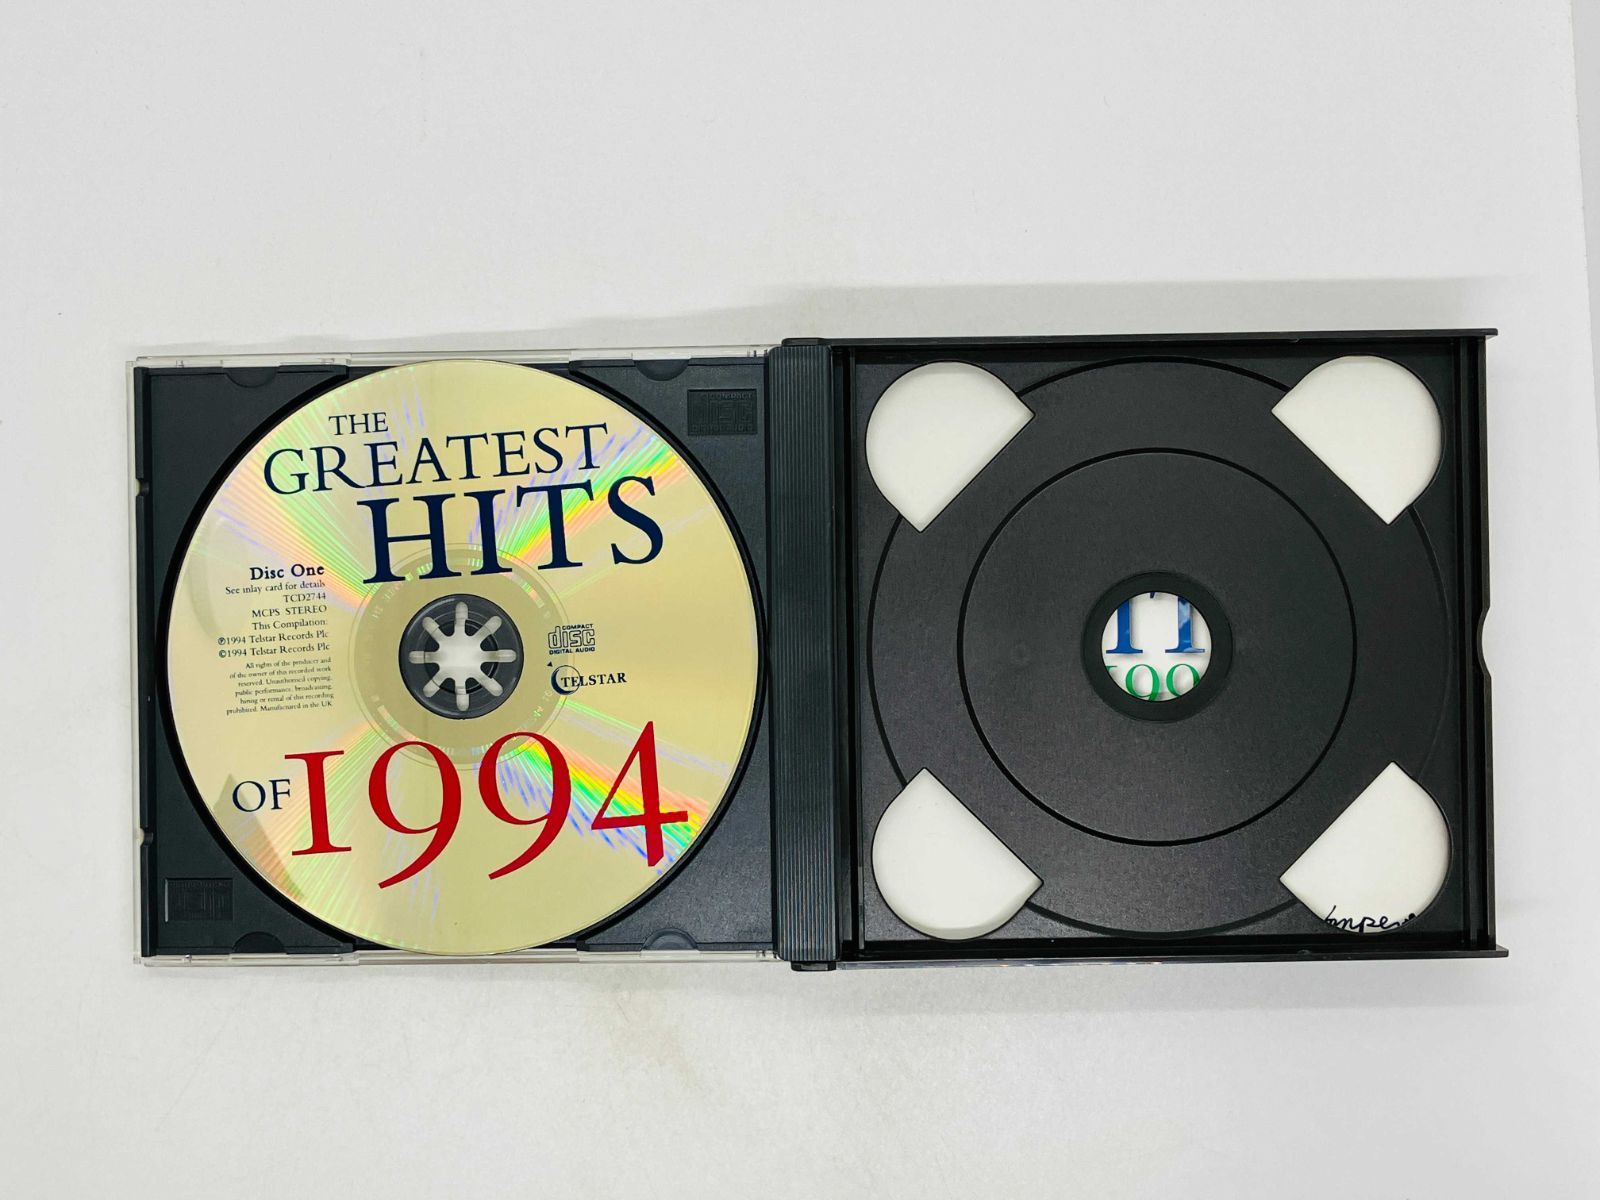 THE
GREATEST
HITS
Disc One
See inlay card for details
TCD2744
MCPS STEREO
This Compilation:
℗1994 Telstar Records Plc
©1994 Telstar Records Plc
All rights of the producer and
of the owner of this recorded work
reserved. Unauthorised copying,
public performance, broadcasting,
hiring or rental of this recording
prohibited. Manufactured in the UK
COMPACT
disc
DIGITAL AUDIO
TELSTAR
OF 1994